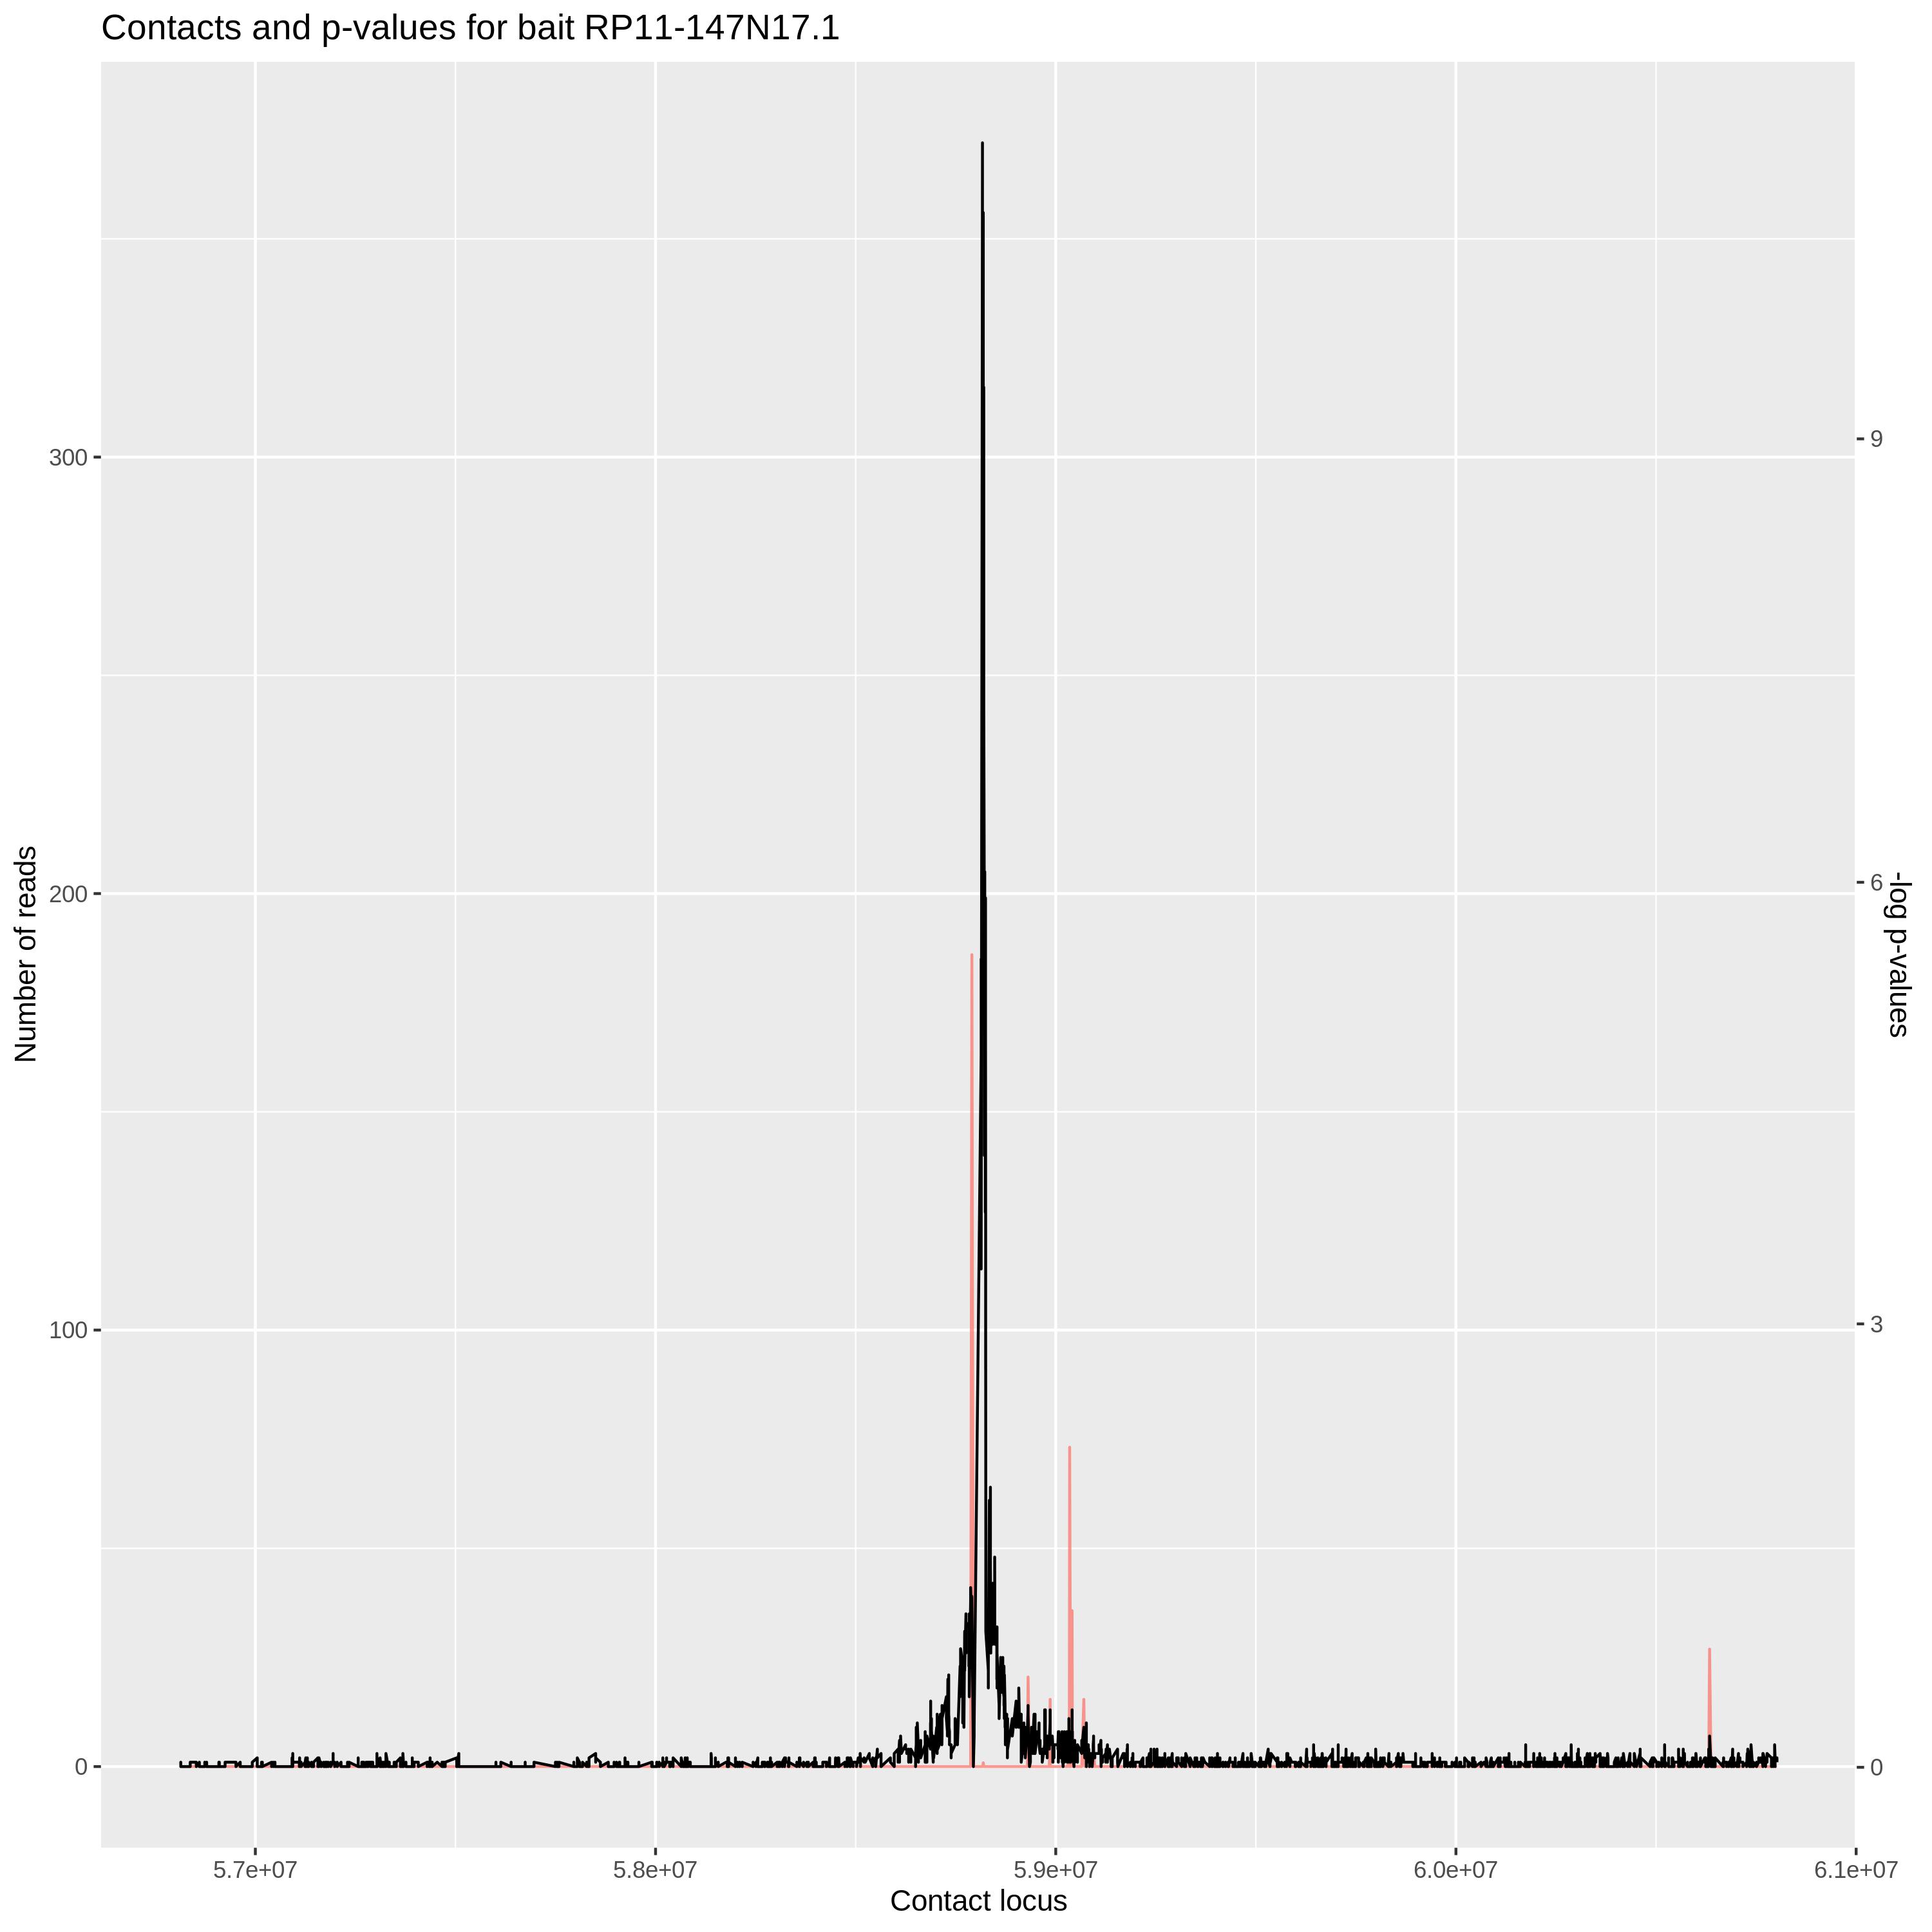 Contacts and p-values for bait RP11-147N17.1
Number of reads
300
200
100
0
9
6
3
0
-log p-values
5.7e+07 5.8e+07 5.9e+07 6.0e+07 6.1e+07
Contact locus